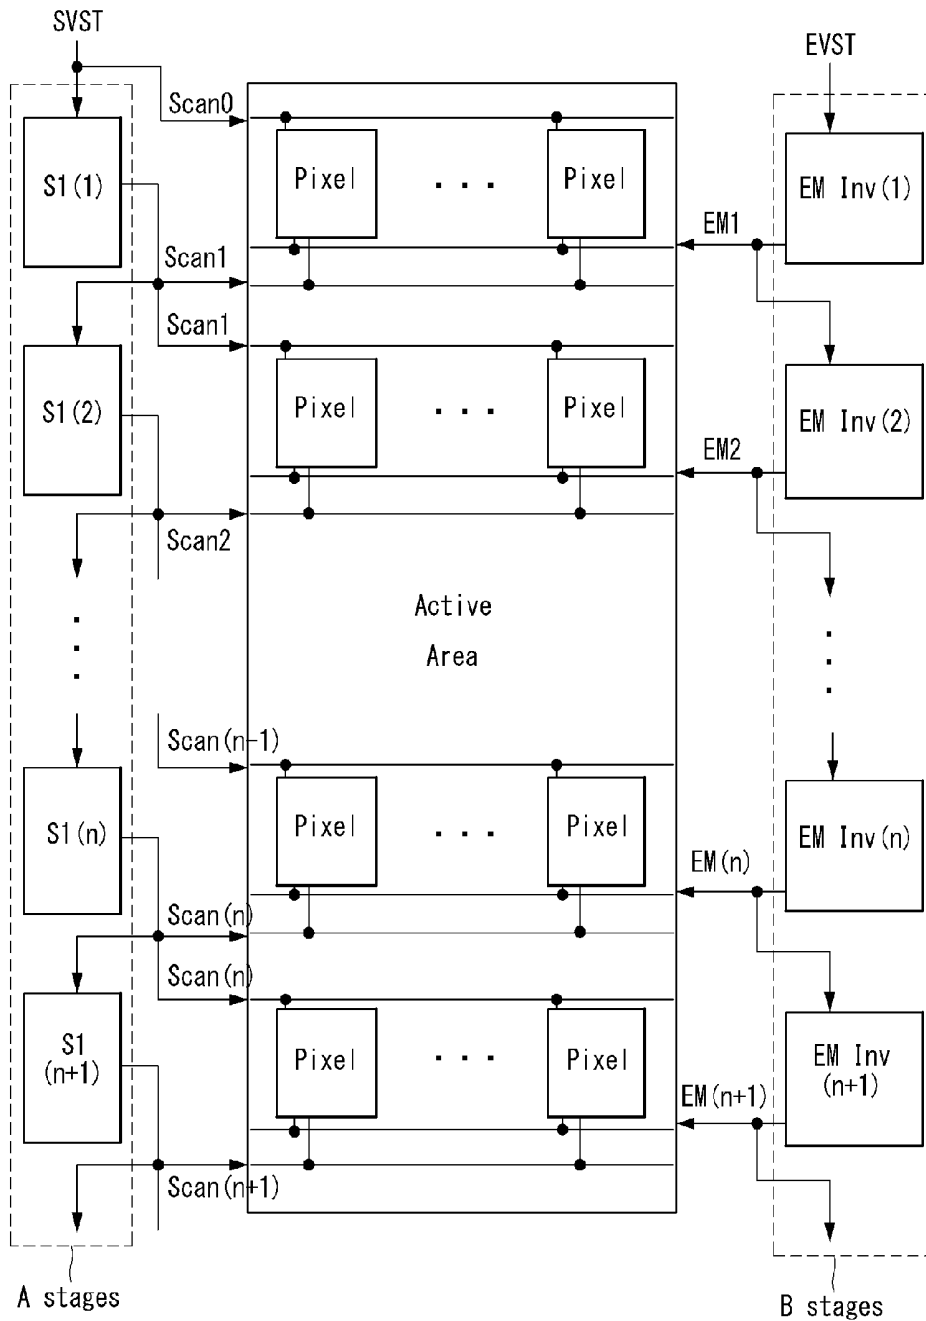 SVST
EVST
Scan0
S1(1)
Pixel
. . .
Pixel
EM Inv(1)
EM1
Scan1
Scan1
S1(2)
Pixel
. . .
Pixel
EM Inv(2)
EM2
Scan2
Active
Area
Scan(n-1)
S1(n)
Pixel
. . .
Pixel
EM Inv(n)
EM(n)
Scan(n)
Scan(n)
S1
(n+1)
Pixel
. . .
Pixel
EM Inv
(n+1)
EM(n+1)
Scan(n+1)
A stages
B stages